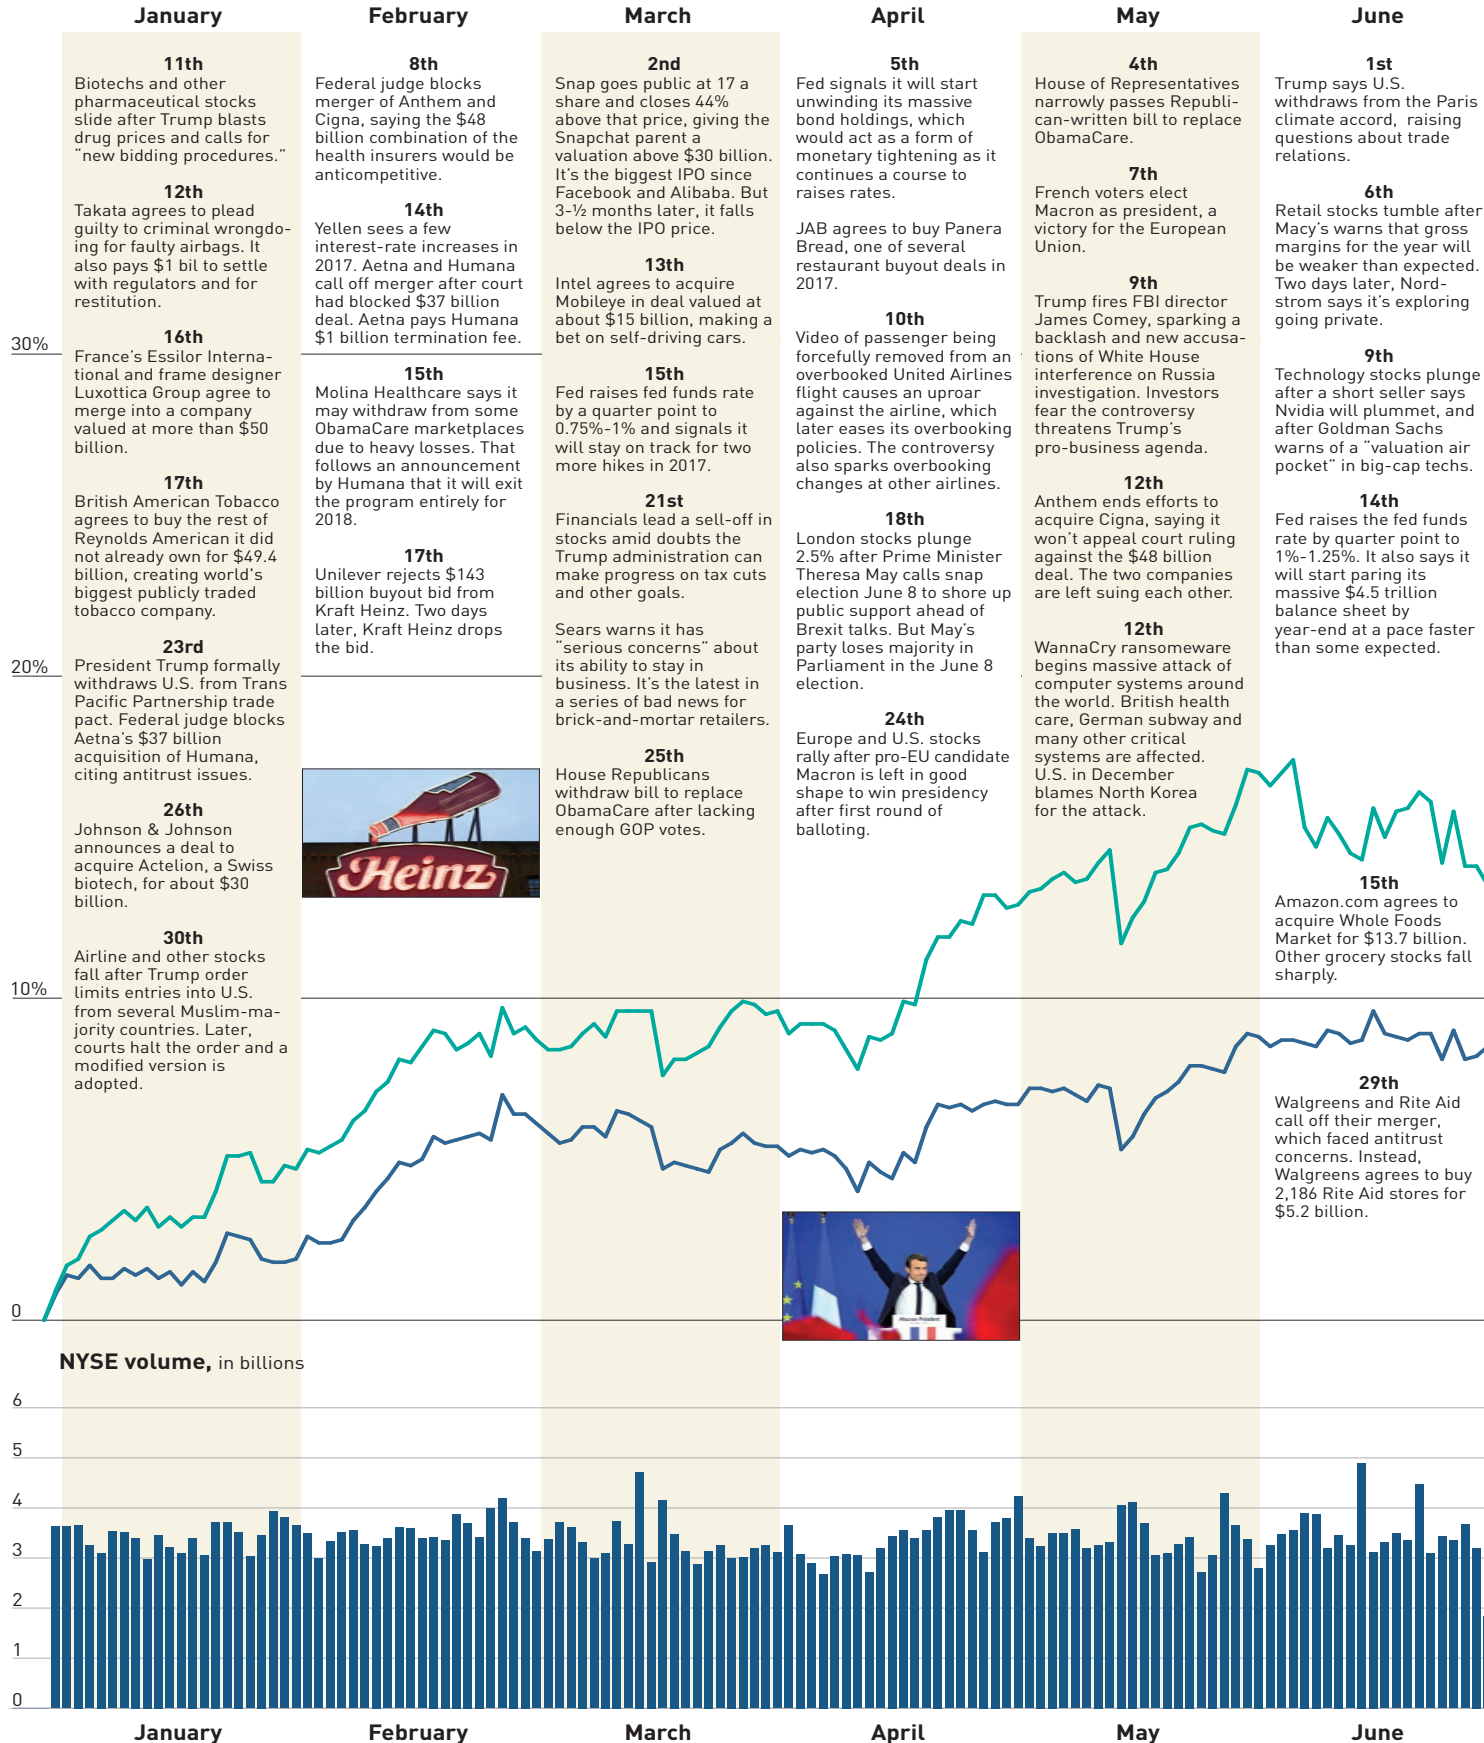 January
February
March
April
May
June
11th
Biotechs and other
pharmaceutical stocks
slide after Trump blasts
drug prices and calls for
“new bidding procedures.”
12th
Takata agrees to plead
guilty to criminal wrongdo-
ing for faulty airbags. It
also pays $1 bil to settle
with regulators and for
restitution.
16th
France’s Essilor Interna-
tional and frame designer
Luxottica Group agree to
merge into a company
valued at more than $50
billion.
17th
British American Tobacco
agrees to buy the rest of
Reynolds American it did
not already own for $49.4
billion, creating world's
biggest publicly traded
tobacco company.
23rd
President Trump formally
withdraws U.S. from Trans
Pacific Partnership trade
pact. Federal judge blocks
Aetna’s $37 billion
acquisition of Humana,
citing antitrust issues.
26th
Johnson & Johnson
announces a deal to
acquire Actelion, a Swiss
biotech, for about $30
billion.
30th
Airline and other stocks
fall after Trump order
limits entries into U.S.
from several Muslim-ma-
jority countries. Later,
courts halt the order and a
modified version is
adopted.
8th
Federal judge blocks
merger of Anthem and
Cigna, saying the $48
billion combination of the
health insurers would be
anticompetitive.
14th
Yellen sees a few
interest-rate increases in
2017. Aetna and Humana
call off merger after court
had blocked $37 billion
deal. Aetna pays Humana
$1 billion termination fee.
15th
Molina Healthcare says it
may withdraw from some
ObamaCare marketplaces
due to heavy losses. That
follows an announcement
by Humana that it will exit
the program entirely for
2018.
17th
Unilever rejects $143
billion buyout bid from
Kraft Heinz. Two days
later, Kraft Heinz drops
the bid.
Heinz
2nd
Snap goes public at 17 a
share and closes 44%
above that price, giving the
Snapchat parent a
valuation above $30 billion.
It’s the biggest IPO since
Facebook and Alibaba. But
3-½ months later, it falls
below the IPO price.
13th
Intel agrees to acquire
Mobileye in deal valued at
about $15 billion, making a
bet on self-driving cars.
15th
Fed raises fed funds rate
by a quarter point to
0.75%-1% and signals it
will stay on track for two
more hikes in 2017.
21st
Financials lead a sell-off in
stocks amid doubts the
Trump administration can
make progress on tax cuts
and other goals.
Sears warns it has
“serious concerns” about
its ability to stay in
business. It’s the latest in
a series of bad news for
brick-and-mortar retailers.
25th
House Republicans
withdraw bill to replace
ObamaCare after lacking
enough GOP votes.
5th
Fed signals it will start
unwinding its massive
bond holdings, which
would act as a form of
monetary tightening as it
continues a course to
raises rates.
JAB agrees to buy Panera
Bread, one of several
restaurant buyout deals in
2017.
10th
Video of passenger being
forcefully removed from an
overbooked United Airlines
flight causes an uproar
against the airline, which
later eases its overbooking
policies. The controversy
also sparks overbooking
changes at other airlines.
18th
London stocks plunge
2.5% after Prime Minister
Theresa May calls snap
election June 8 to shore up
public support ahead of
Brexit talks. But May’s
party loses majority in
Parliament in the June 8
election.
24th
Europe and U.S. stocks
rally after pro-EU candidate
Macron is left in good
shape to win presidency
after first round of
balloting.
4th
House of Representatives
narrowly passes Republi-
can-written bill to replace
ObamaCare.
7th
French voters elect
Macron as president, a
victory for the European
Union.
9th
Trump fires FBI director
James Comey, sparking a
backlash and new accusa-
tions of White House
interference on Russia
investigation. Investors
fear the controversy
threatens Trump’s
pro-business agenda.
12th
Anthem ends efforts to
acquire Cigna, saying it
won’t appeal court ruling
against the $48 billion
deal. The two companies
are left suing each other.
12th
WannaCry ransomeware
begins massive attack of
computer systems around
the world. British health
care, German subway and
many other critical
systems are affected.
U.S. in December
blames North Korea
for the attack.
1st
Trump says U.S.
withdraws from the Paris
climate accord, raising
questions about trade
relations.
6th
Retail stocks tumble after
Macy’s warns that gross
margins for the year will
be weaker than expected.
Two days later, Nord-
strom says it’s exploring
going private.
9th
Technology stocks plunge
after a short seller says
Nvidia will plummet, and
after Goldman Sachs
warns of a “valuation air
pocket” in big-cap techs.
14th
Fed raises the fed funds
rate by quarter point to
1%-1.25%. It also says it
will start paring its
massive $4.5 trillion
balance sheet by
year-end at a pace faster
than some expected.
15th
Amazon.com agrees to
acquire Whole Foods
Market for $13.7 billion.
Other grocery stocks fall
sharply.
29th
Walgreens and Rite Aid
call off their merger,
which faced antitrust
concerns. Instead,
Walgreens agrees to buy
2,186 Rite Aid stores for
$5.2 billion.
30%
20%
10%
0
NYSE volume, in billions
6
5
4
3
2
1
0
January
February
March
April
May
June